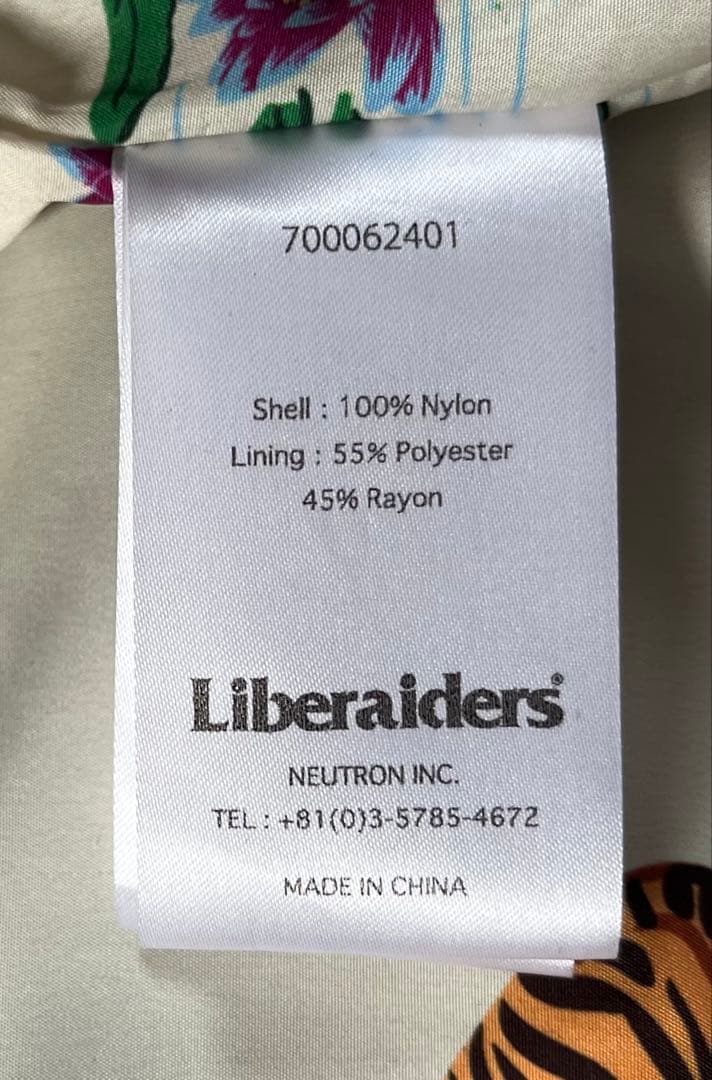 700062401
Shell : 100% Nylon
Lining : 55% Polyester
45% Rayon
Liberaiders®
NEUTRON INC.
TEL : +81(0)3-5785-4672
MADE IN CHINA